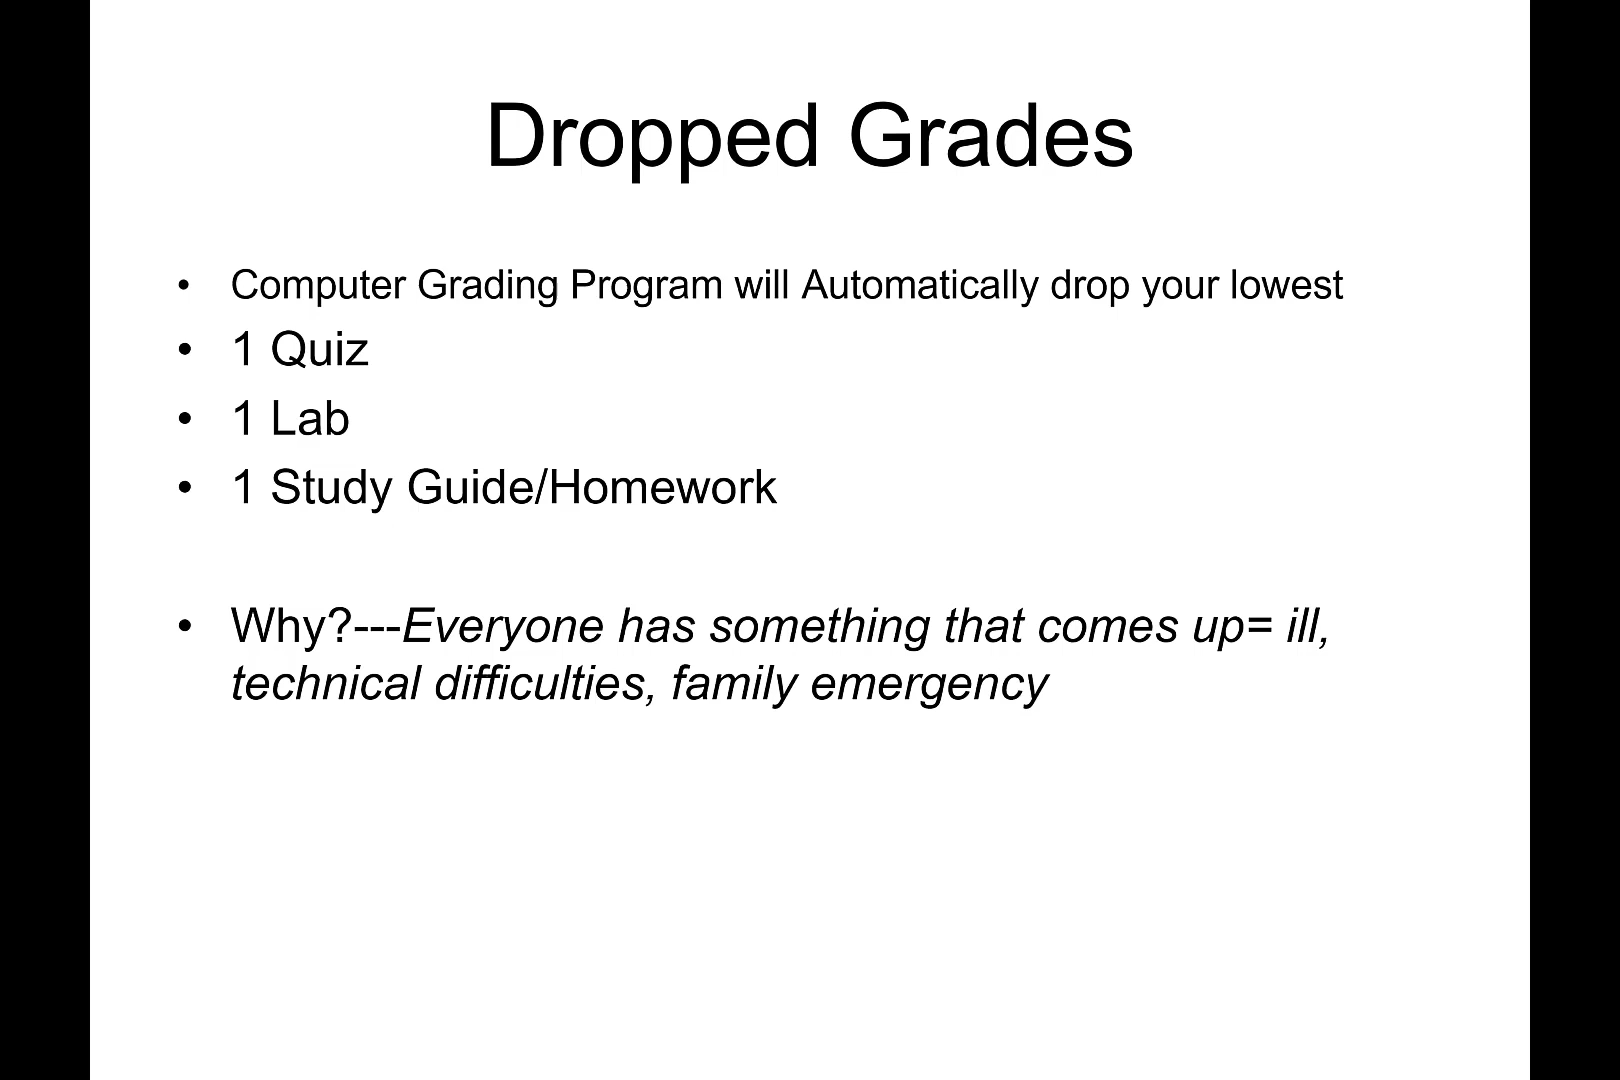 Dropped Grades
• Computer Grading Program will Automatically drop your lowest
• 1 Quiz
• 1 Lab
• 1 Study Guide/Homework
• Why?---Everyone has something that comes up= ill,
technical difficulties, family emergency